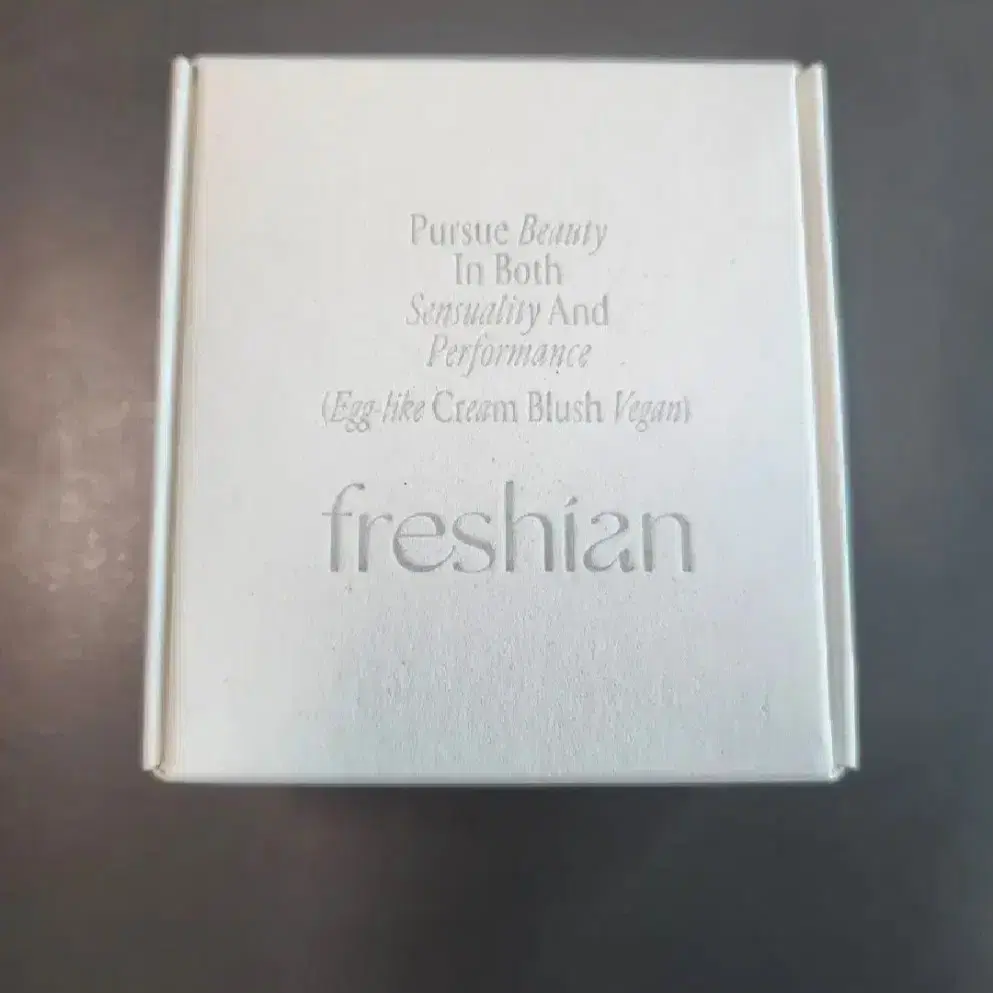 Pursue Beauty
In Both
Sensuality And
Performance
(Egg-like Cream Blush Vegan)
freshian